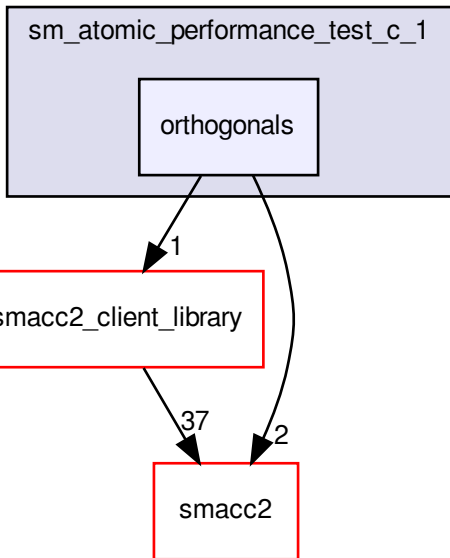 sm_atomic_performance_test_c_1
orthogonals
1
smacc2_client_library
37
2
smacc2